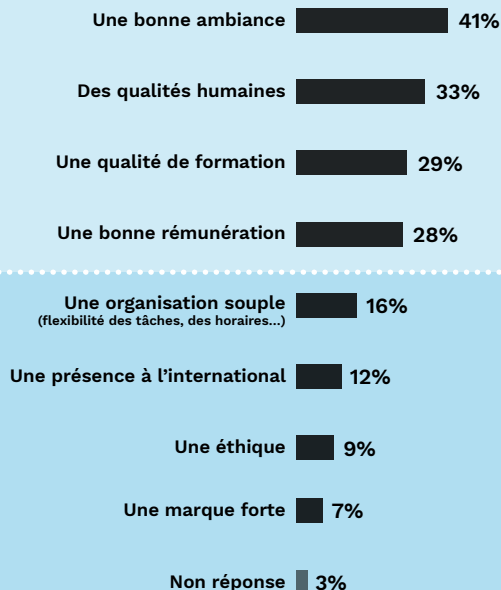 Une bonne ambiance 41%
Des qualités humaines 33%
Une qualité de formation 29%
Une bonne rémunération 28%
Une organisation souple 16%
(flexibilité des tâches, des horaires...)
Une présence à l’international 12%
Une éthique 9%
Une marque forte 7%
Non réponse 3%